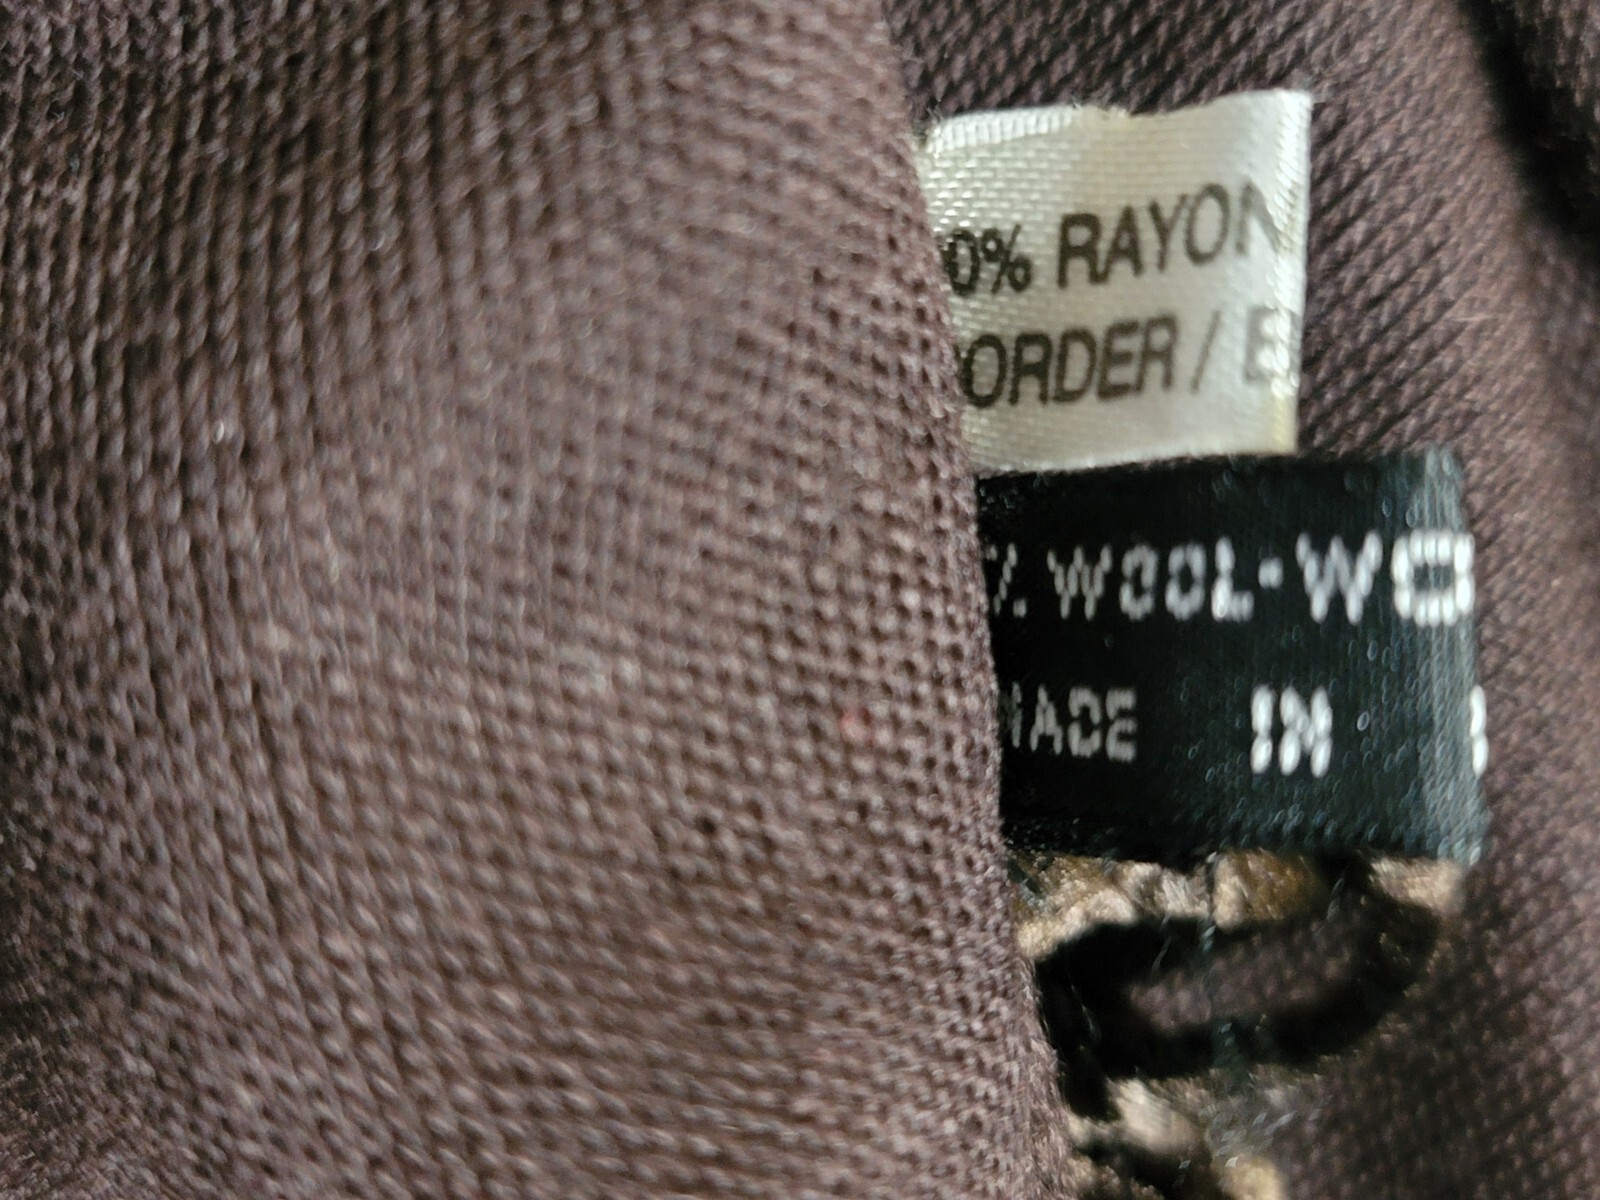 0% RAYON
ORDER / E
% WOOL-WO
MADE IN